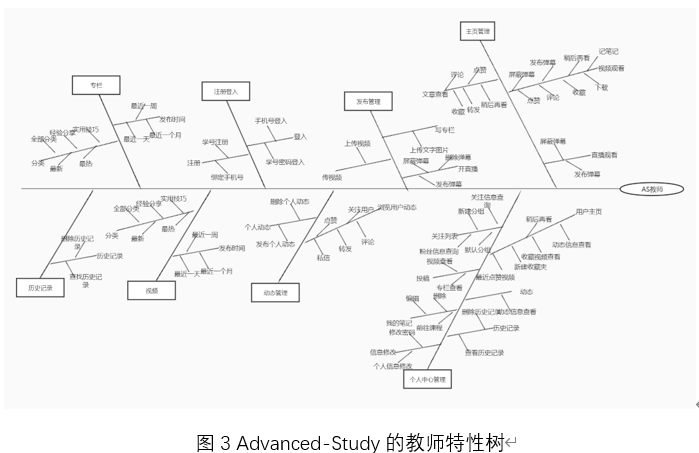 主页管理
评论
点赞
文章查看
收藏
转发
稍后再看
屏蔽弹幕
发布弹幕
稍后再看
记笔记
视频观看
点赞
评论
收藏
下载
屏蔽弹幕
直播观看
发布弹幕
专栏
最近一周
发布时间
最近一天
最近一个月
全部分类
经验分享
实用技巧
分类
最新
最热
注册登入
手机号登入
登入
学号密码登入
学号注册
注册
绑定手机号
发布管理
写专栏
上传文字图片
上传视频
传视频
屏蔽弹幕
删除弹幕
开直播
发布弹幕
AS教师
删除历史记录
历史记录
查找历史记录
历史记录
全部分类
经验分享
实用技巧
分类
最新
最热
最近一周
发布时间
最近一天
最近一个月
视频
删除个人动态
个人动态
发布个人动态
点赞
关注用户
浏览用户动态
私信
转发
评论
动态管理
关注信息查询
新建分组
关注列表
粉丝信息查询
默认分组
稍后再看
用户主页
动态信息查看
收藏视频查看
新建收藏夹
最近点赞视频
视频查看
投稿
专栏查看
动态
动态信息查看
编辑
删除
我的笔记
前往课程
删除历史记录
历史记录
查看历史记录
修改密码
信息修改
个人信息修改
个人中心管理
图 3 Advanced-Study 的教师特性树